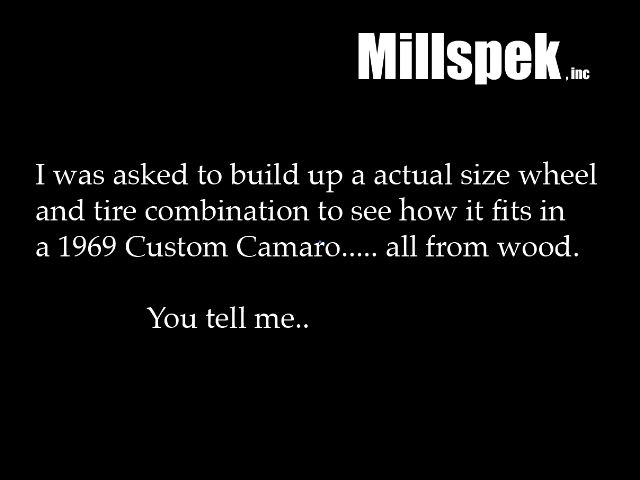 Millspek, inc
I was asked to build up a actual size wheel
and tire combination to see how it fits in
a 1969 Custom Camaro..... all from wood.
You tell me..